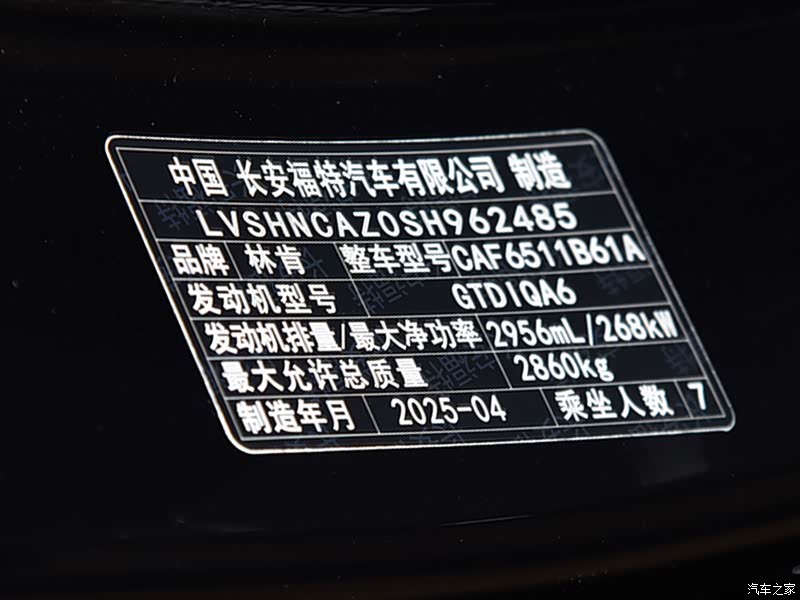 中国 长安福特汽车有限公司 制造
LVSHNCAZ0SH962485
品牌 林肯 整车型号 CAF6511B61A
发动机型号 GTDIQA6
发动机排量/最大净功率 2956mL/268kW
最大允许总质量 2860kg
制造年月 2025-04 乘坐人数 7
汽车之家